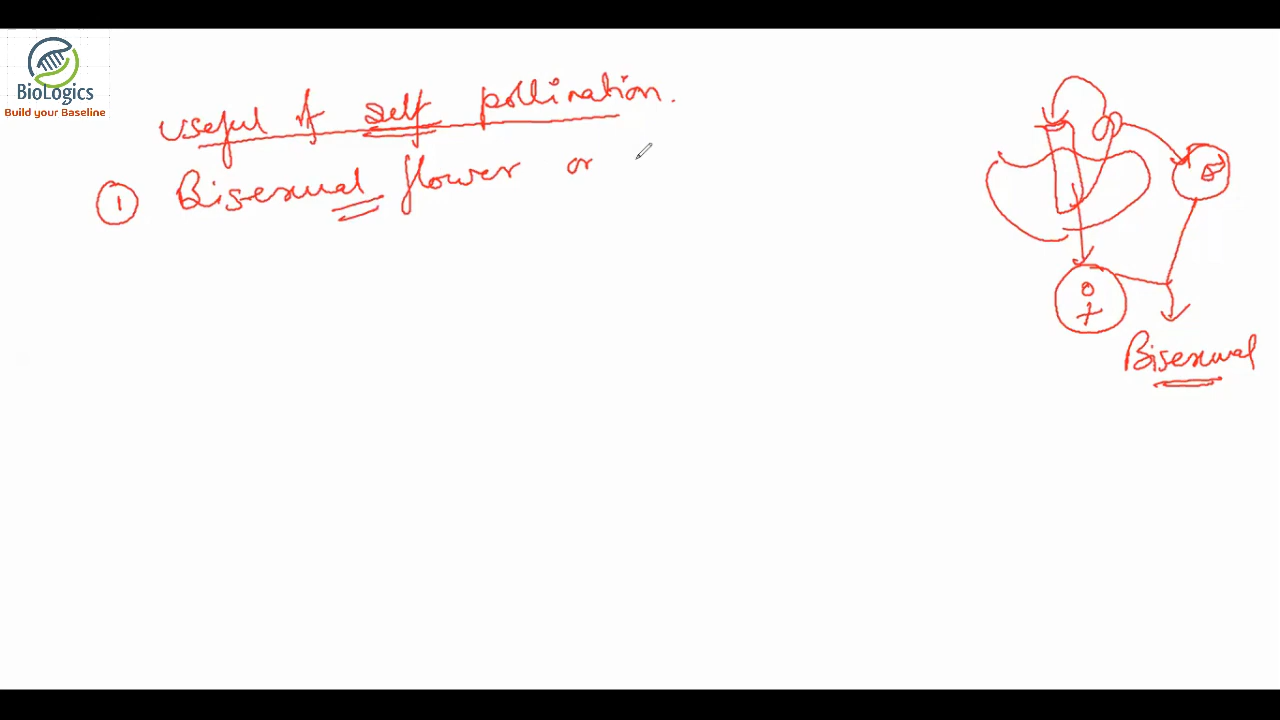 BioLogics
Build your Baseline
useful of self pollination.
① Bisexual flower or
♂
♀
Bisexual